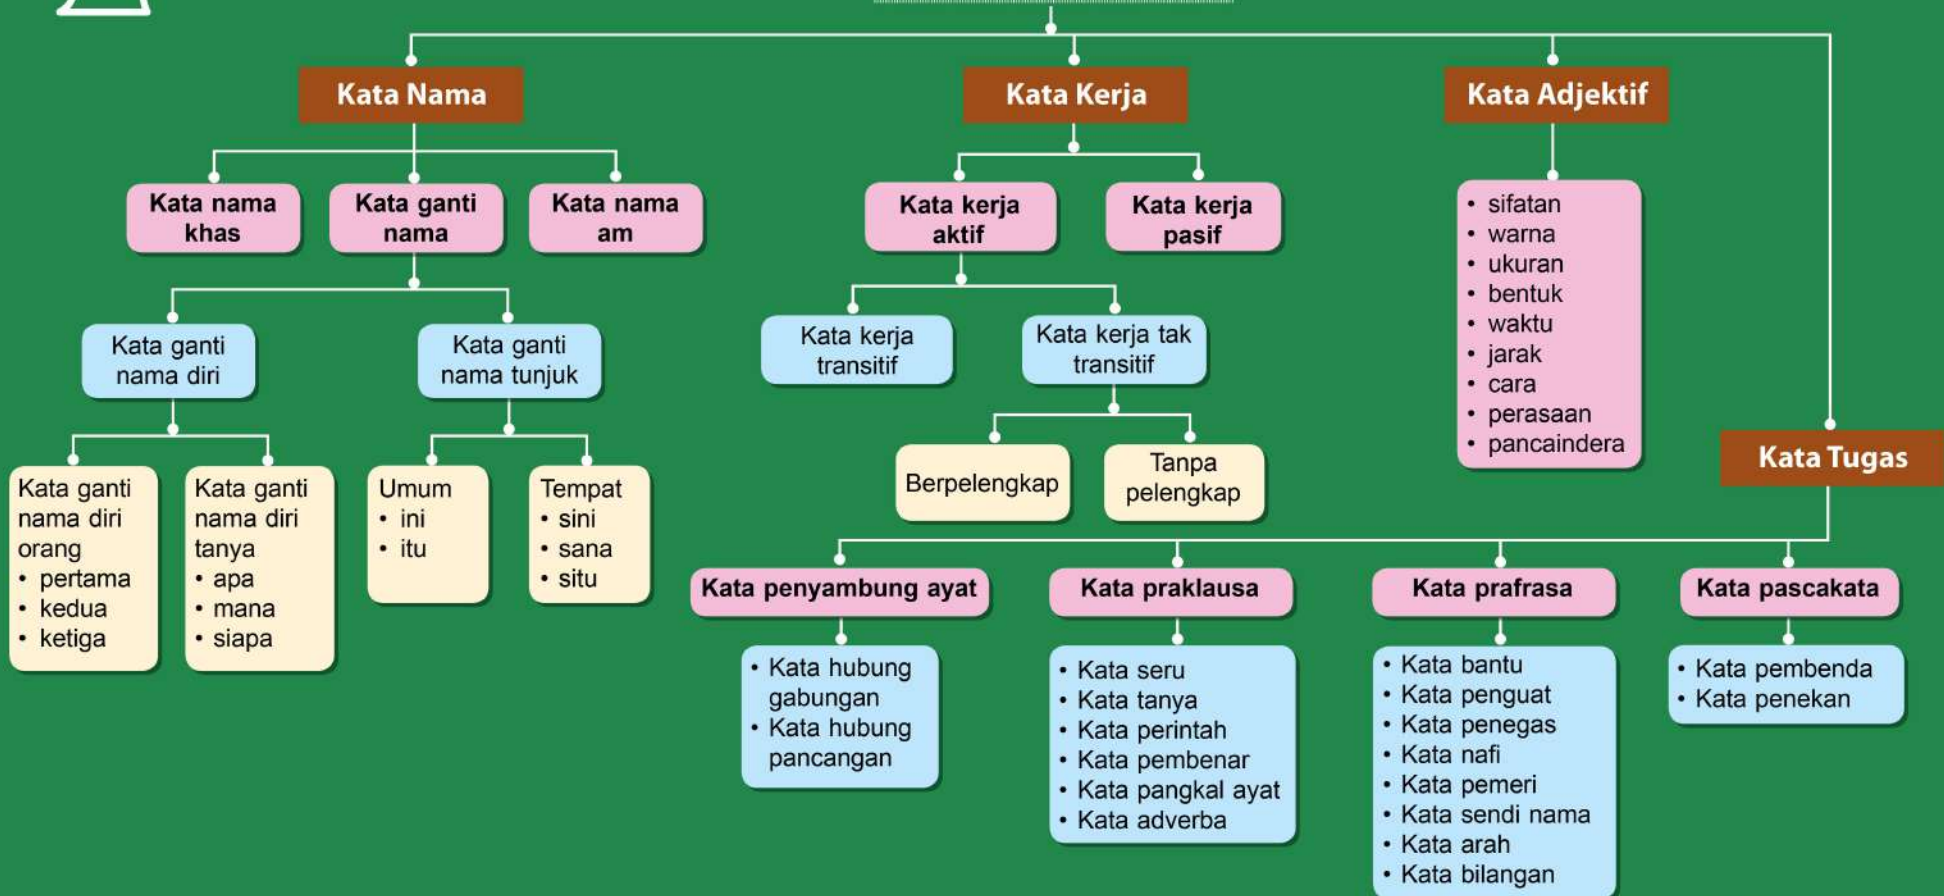 Kata Nama
Kata nama
khas
Kata ganti
nama
Kata nama
am
Kata ganti
nama diri
Kata ganti
nama tunjuk
Kata ganti
nama diri
orang
• pertama
• kedua
• ketiga
Kata ganti
nama diri
tanya
• apa
• mana
• siapa
Umum
• ini
• itu
Tempat
• sini
• sana
• situ
Kata Kerja
Kata kerja
aktif
Kata kerja
pasif
Kata kerja
transitif
Kata kerja tak
transitif
Berpelengkap
Tanpa
pelengkap
Kata Adjektif
• sifatan
• warna
• ukuran
• bentuk
• waktu
• jarak
• cara
• perasaan
• pancaindera
Kata Tugas
Kata penyambung ayat
• Kata hubung
gabungan
• Kata hubung
pancangan
Kata praklausa
• Kata seru
• Kata tanya
• Kata perintah
• Kata pembenar
• Kata pangkal ayat
• Kata adverba
Kata prafrasa
• Kata bantu
• Kata penguat
• Kata penegas
• Kata nafi
• Kata pemeri
• Kata sendi nama
• Kata arah
• Kata bilangan
Kata pascakata
• Kata pembenda
• Kata penekan